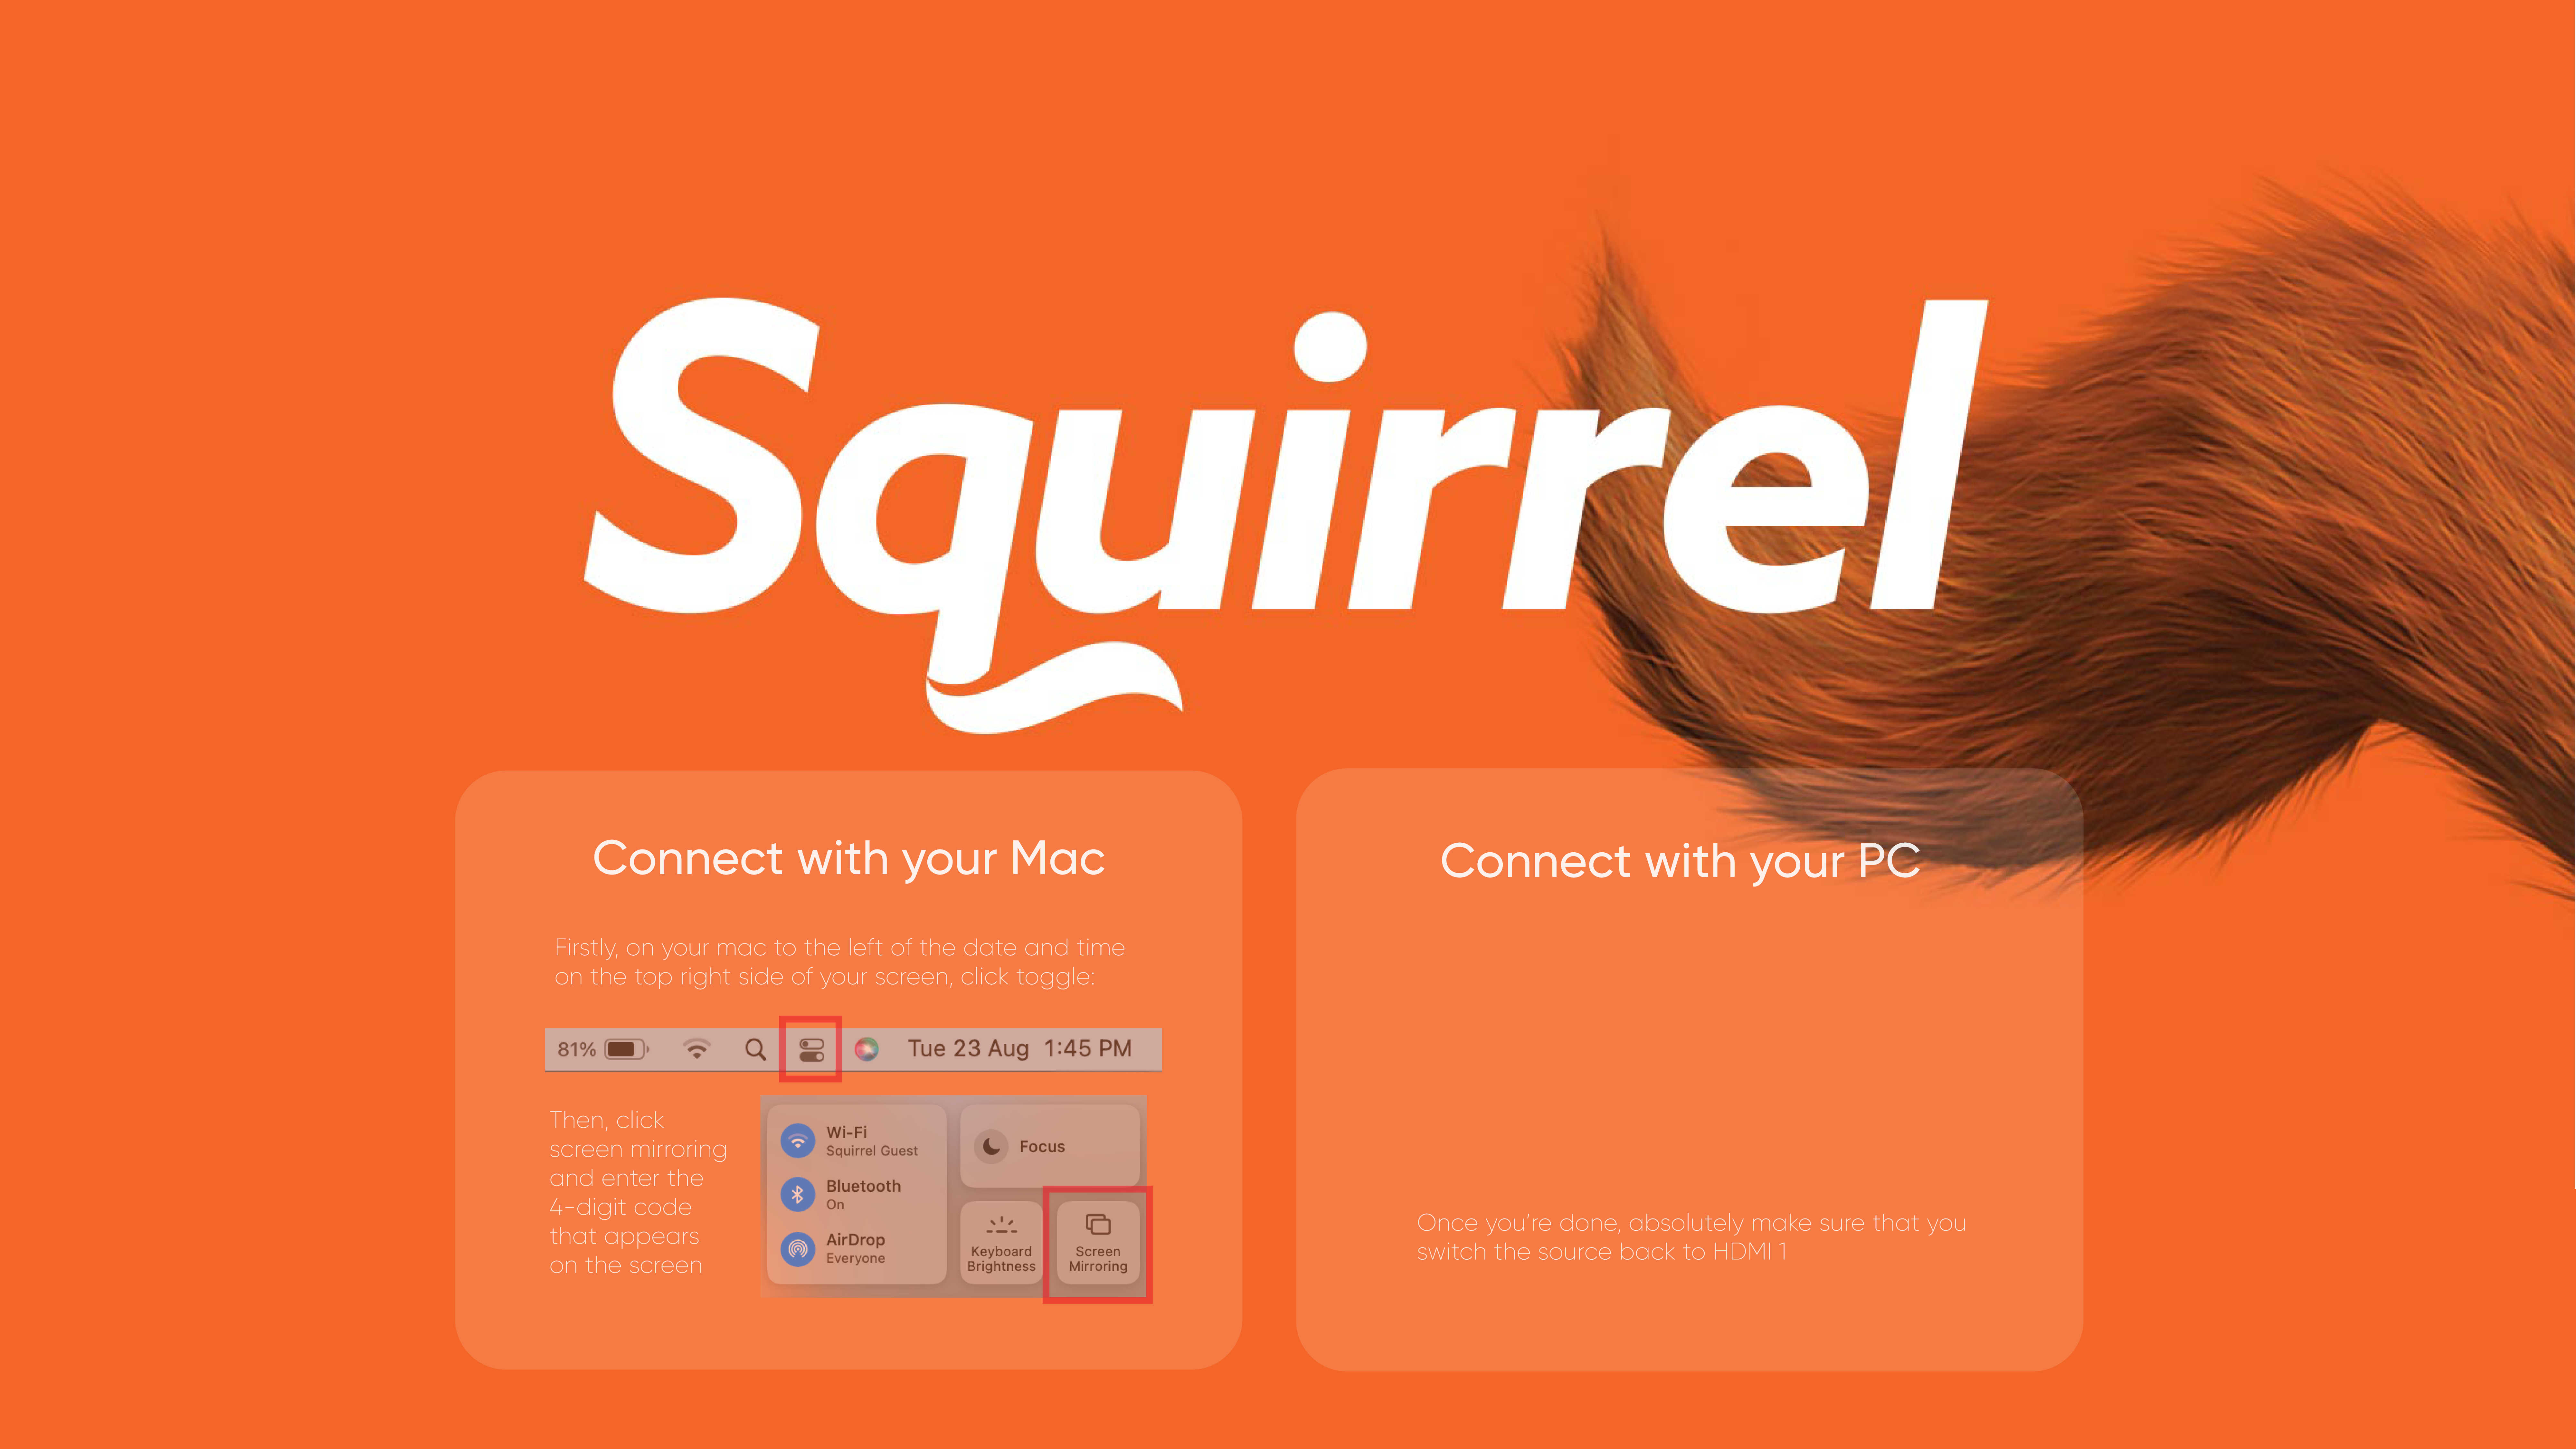 Squirrel
Connect with your Mac
Firstly, on your mac to the left of the date and time
on the top right side of your screen, click toggle:
81% Tue 23 Aug 1:45 PM
Then, click
screen mirroring
and enter the
4-digit code
that appears
on the screen
Wi-Fi
Squirrel Guest
Bluetooth
On
AirDrop
Everyone
Focus
Keyboard
Brightness
Screen
Mirroring
Connect with your PC
Once you're done, absolutely make sure that you
switch the source back to HDMI 1